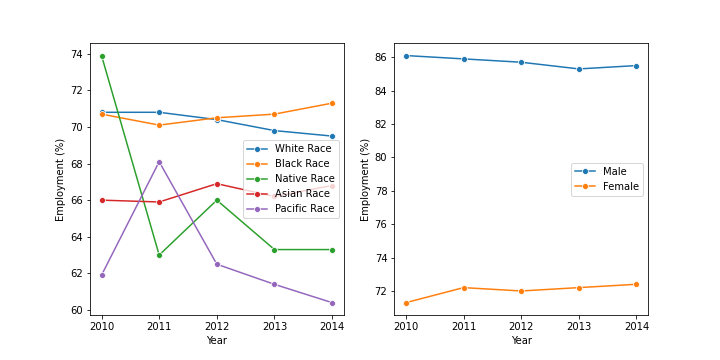 74
72
70
68
66
64
62
60
Employment (%)
2010 2011 2012 2013 2014
Year
White Race
Black Race
Native Race
Asian Race
Pacific Race
86
84
82
80
78
76
74
72
Employment (%)
2010 2011 2012 2013 2014
Year
Male
Female